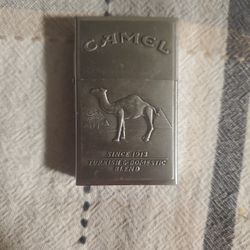 CAMEL
SINCE 1913
TURKISH & DOMESTIC
BLEND